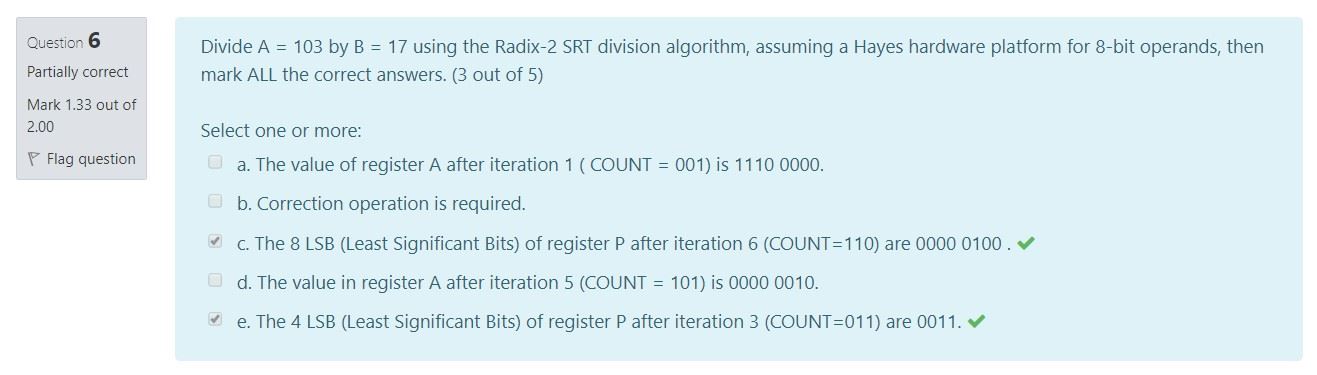 Question 6
Partially correct
Mark 1.33 out of
2.00
Flag question
Divide A = 103 by B = 17 using the Radix-2 SRT division algorithm, assuming a Hayes hardware platform for 8-bit operands, then
mark ALL the correct answers. (3 out of 5)
Select one or more:
a. The value of register A after iteration 1 ( COUNT = 001) is 1110 0000.
b. Correction operation is required.
c. The 8 LSB (Least Significant Bits) of register P after iteration 6 (COUNT=110) are 0000 0100 .
d. The value in register A after iteration 5 (COUNT = 101) is 0000 0010.
e. The 4 LSB (Least Significant Bits) of register P after iteration 3 (COUNT=011) are 0011.